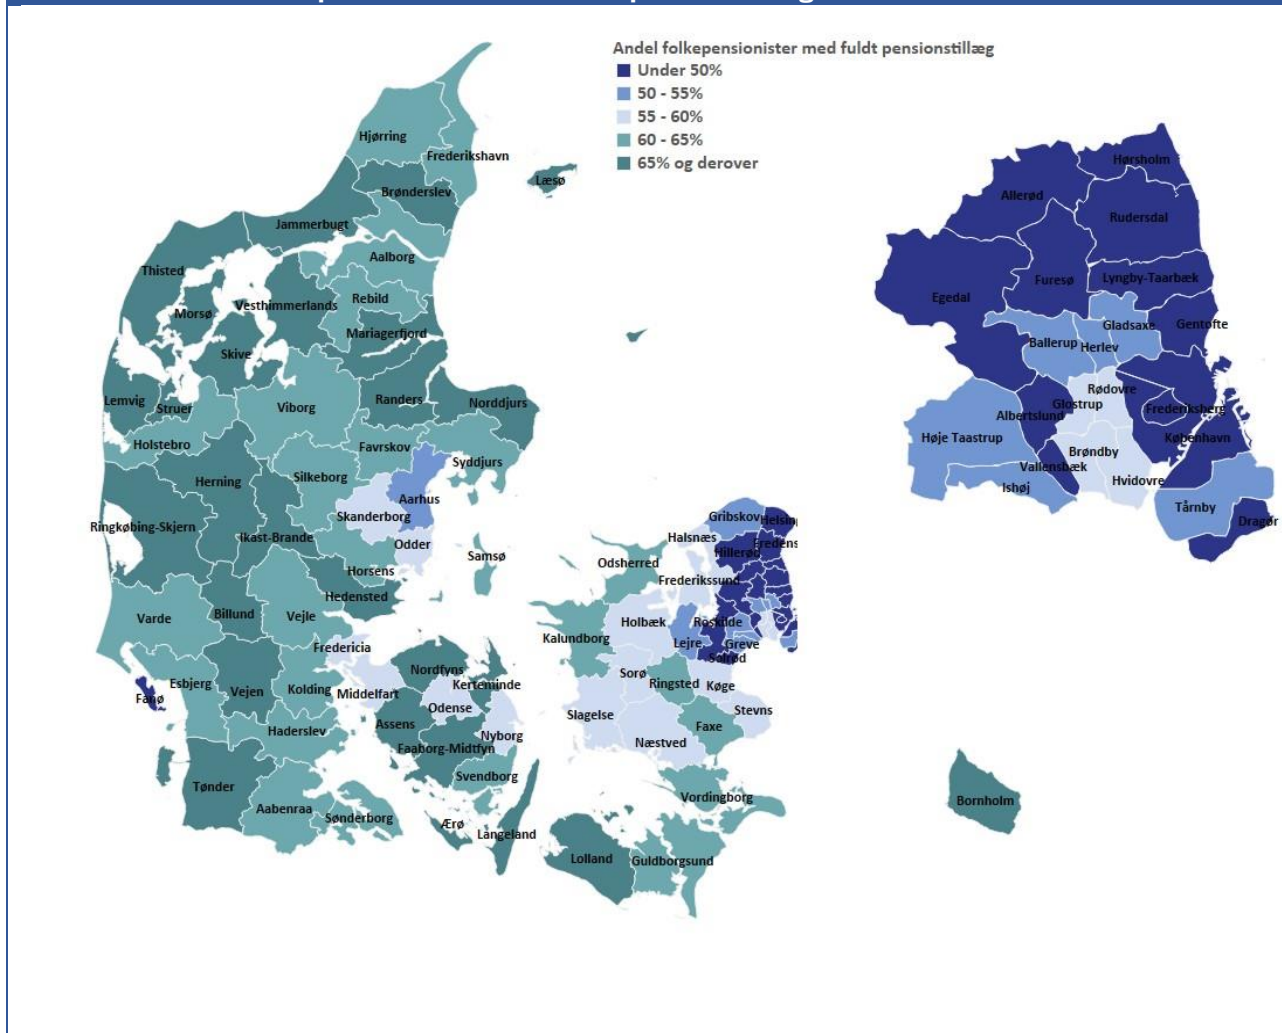 Andel folkepensionister med fuldt pensionstillæg
Under 50%
50 - 55%
55 - 60%
60 - 65%
65% og derover
Hjørring
Frederikshavn
Læsø
Brønderslev
Jammerbugt
Aalborg
Thisted
Rebild
Vesthimmerlands
Morsø
Mariagerfjord
Skive
Lemvig
Struer
Viborg
Randers
Norddjurs
Holstebro
Favrskov
Syddjurs
Herning
Silkeborg
Aarhus
Skanderborg
Ringkøbing-Skjern
Ikast-Brande
Odder
Samsø
Horsens
Hedensted
Varde
Billund
Vejle
Fredericia
Esbjerg
Fanø
Vejen
Kolding
Middelfart
Nordfyns
Kerteminde
Odense
Assens
Nyborg
Haderslev
Faaborg-Midtfyn
Svendborg
Tønder
Aabenraa
Sønderborg
Ærø
Langeland
Gribskov
Helsing
Halsnæs
Fredens
Hillerød
Odsherred
Frederikssund
Holbæk
Roskilde
Kalundborg
Lejre
Greve
Solrød
Sorø
Ringsted
Køge
Slagelse
Stevns
Faxe
Næstved
Vordingborg
Lolland
Guldborgsund
Hørsholm
Allerød
Rudersdal
Furesø
Lyngby-Taarbæk
Egedal
Gladsaxe
Gentofte
Ballerup
Herlev
Rødovre
Glostrup
Frederiksberg
Albertslund
Høje Taastrup
København
Brøndby
Vallensbæk
Hvidovre
Ishøj
Tårnby
Dragør
Bornholm